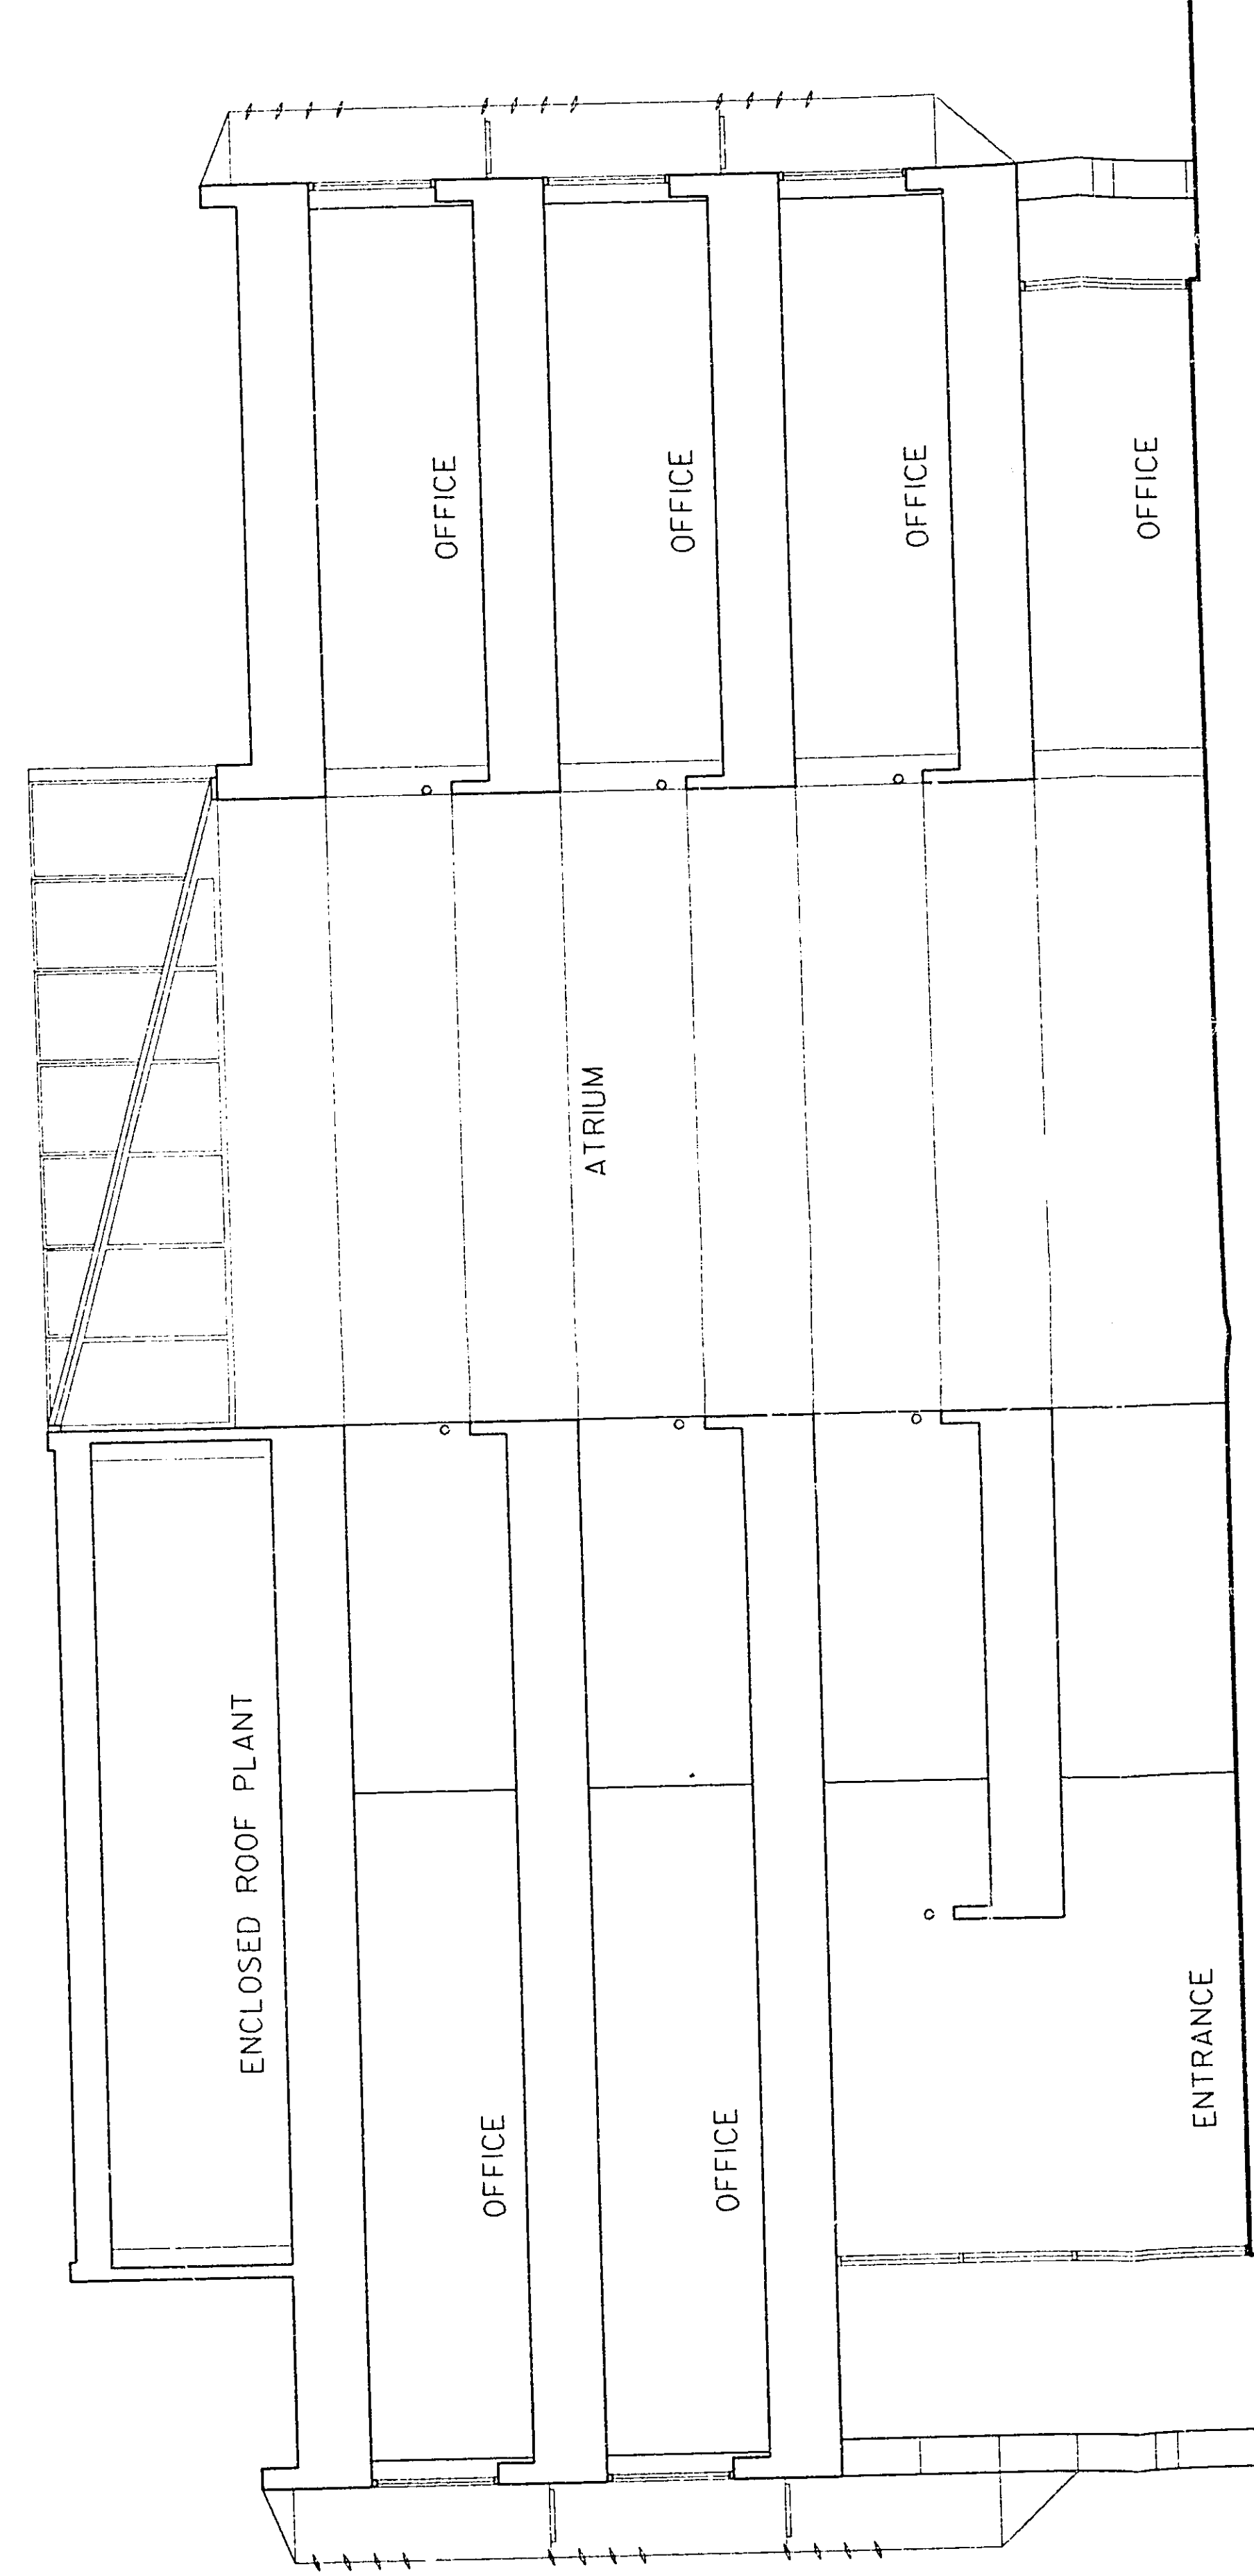 ENCLOSED ROOF PLANT
OFFICE
OFFICE
ENTRANCE
ATRIUM
OFFICE
OFFICE
OFFICE
OFFICE